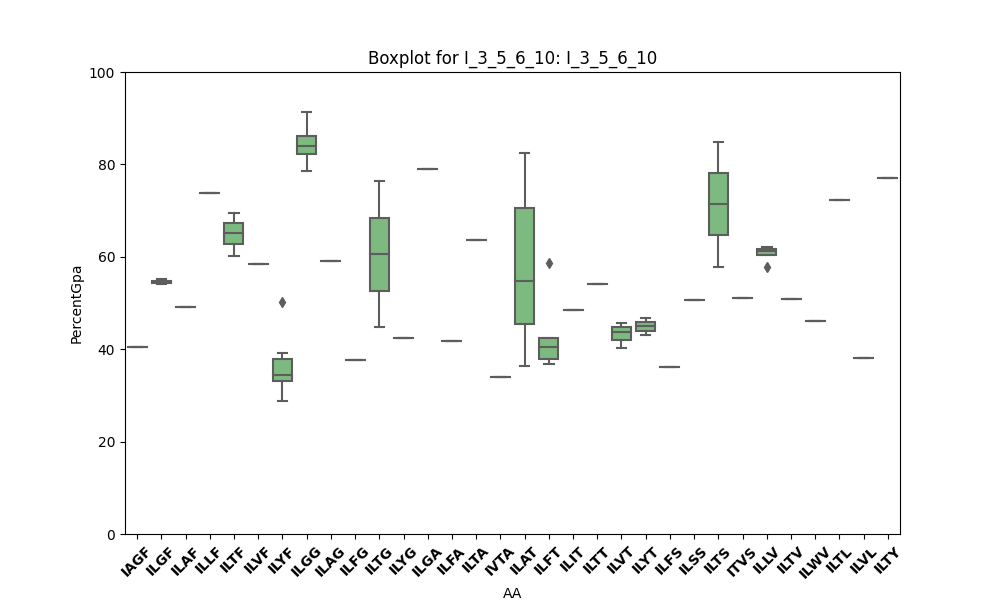 Boxplot for I_3_5_6_10: I_3_5_6_10
100
80
60
40
20
0
PercentGpa
IAGF ILGF ILAF ILLF ILTF ILVF ILYF ILGG ILAG ILFG ILTG ILYG ILGA ILFA ILTA IVTA ILAT ILFT ILIT ILTT ILVT ILYT ILFS ILSS ILTS ITVS ILLV ILTV ILWV ILTL ILVL ILTY
AA